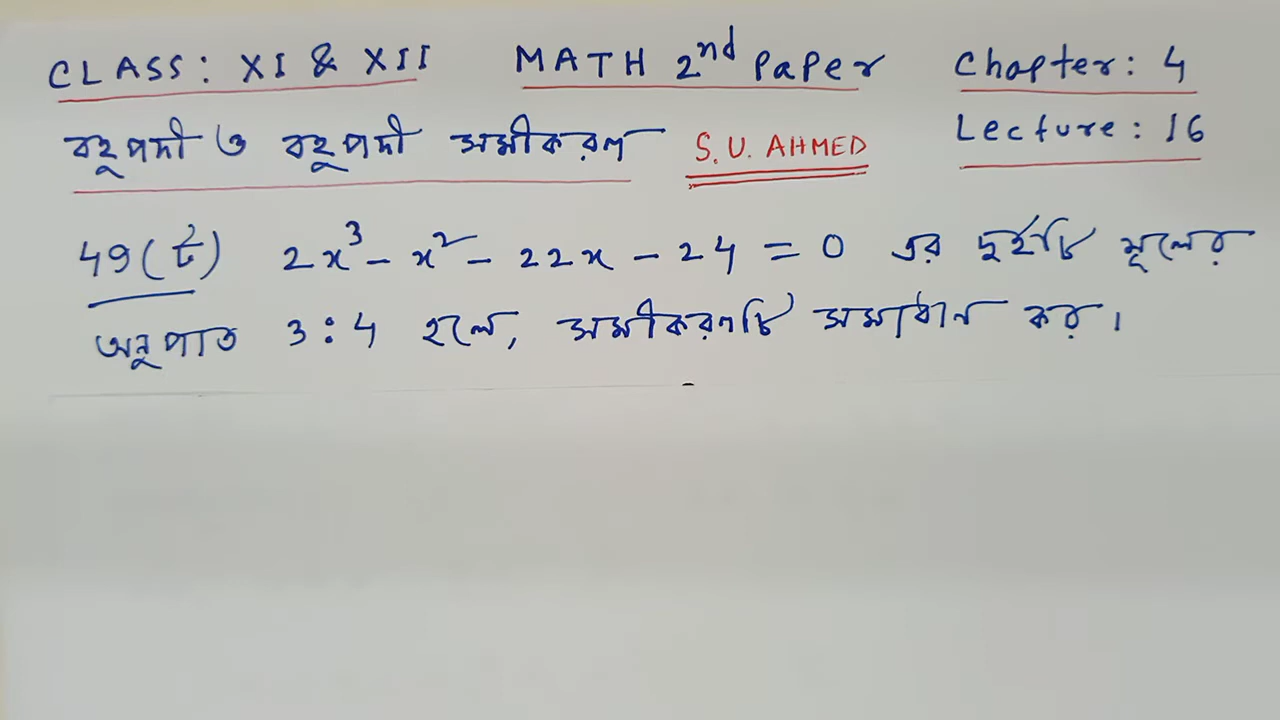 CLASS: XI & XII MATH 2nd Paper Chapter: 4
বহুপদী ও বহুপদী সমীকরণ S.U. AHMED Lecture: 16
49(ট) 2x³ - x² - 22x - 24 = 0 এর দুইটি মূলের
অনুপাত 3:4 হলে, সমীকরণটি সমাধান কর।